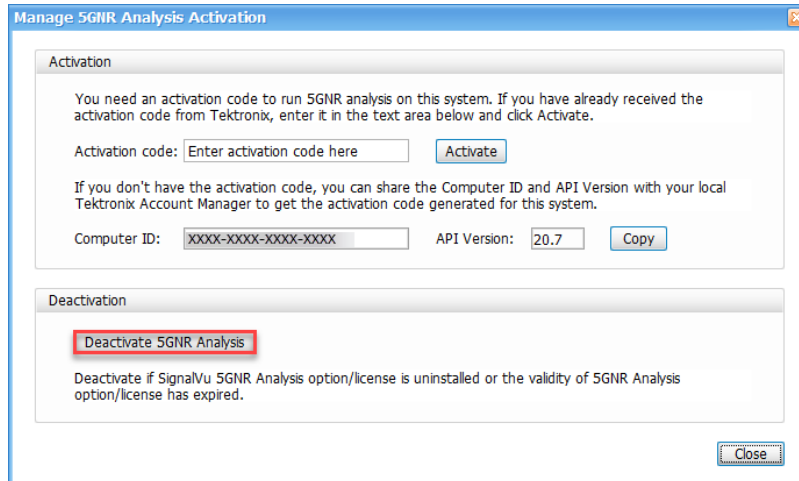 Manage 5GNR Analysis Activation
Activation
You need an activation code to run 5GNR analysis on this system. If you have already received the
activation code from Tektronix, enter it in the text area below and click Activate.
Activation code: Enter activation code here Activate
If you don't have the activation code, you can share the Computer ID and API Version with your local
Tektronix Account Manager to get the activation code generated for this system.
Computer ID: XXXX-XXXX-XXXX-XXXX API Version: 20.7 Copy
Deactivation
Deactivate 5GNR Analysis
Deactivate if SignalVu 5GNR Analysis option/license is uninstalled or the validity of 5GNR Analysis
option/license has expired.
Close